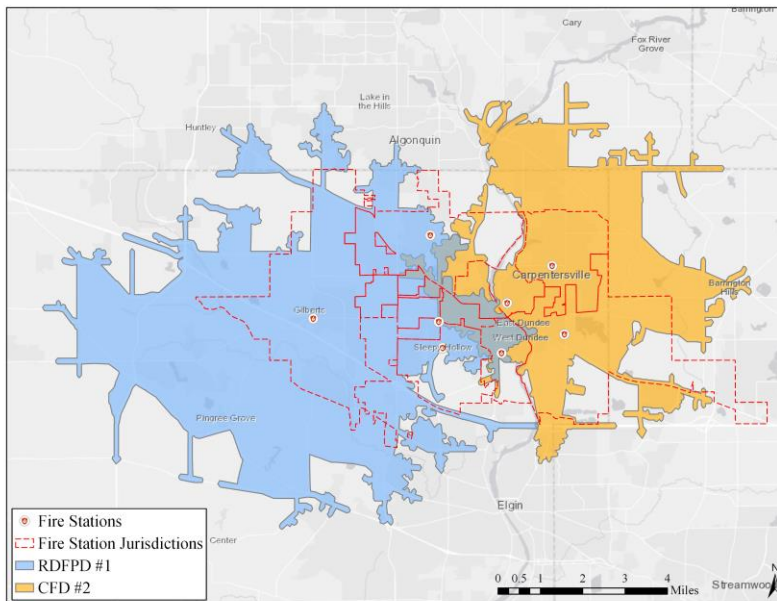 Barrington
Cary
Fox River
Grove
Lake in
the Hills
Huntley
Algonquin
Carpentersville
Barrington
Hills
Gilberts
East Dundee
West Dundee
Sleepy Hollow
Pingree Grove
Elgin
Center
Streamwood
Fire Stations
Fire Station Jurisdictions
RDFPD #1
CFD #2
0 0.5 1 2 3 4
Miles
N